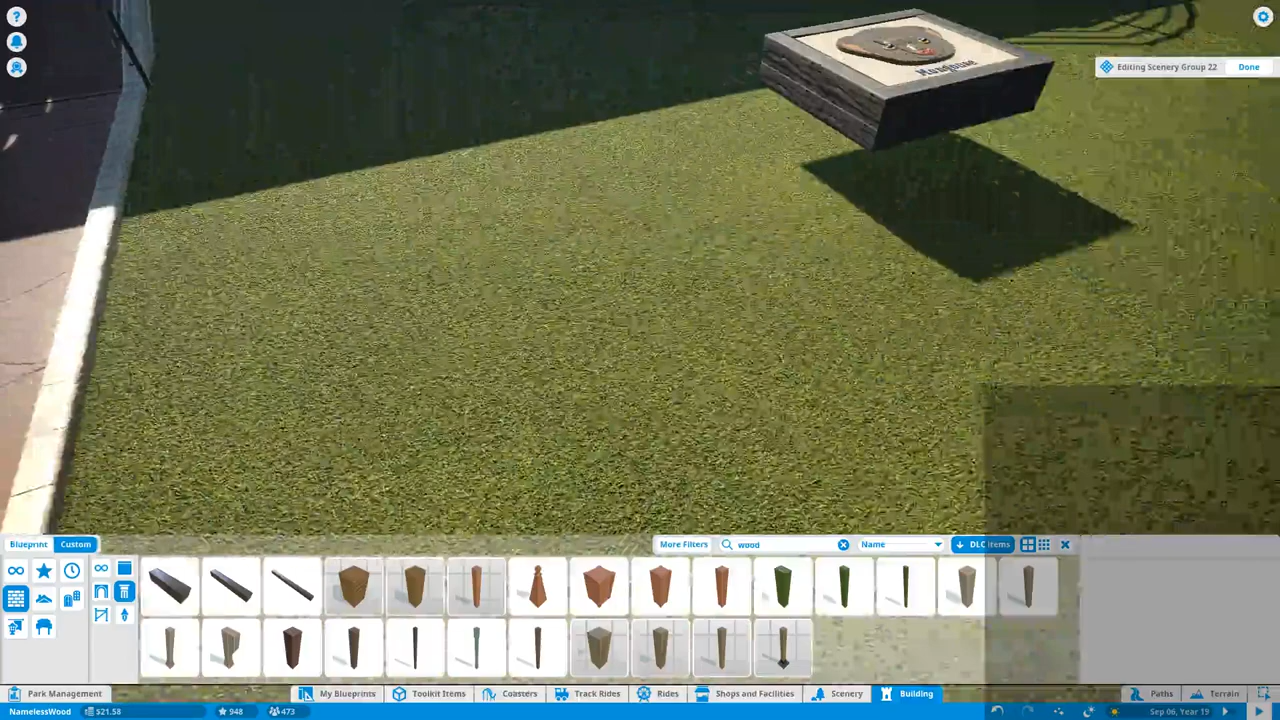 Editing Scenery Group 22 Done
Blueprint Custom More Filters wood Name DLC Items
Park Management My Blueprints Toolkit Items Coasters Track Rides Rides Shops and Facilities Scenery Building Paths Terrain
NamelessWood $21.58 948 473 Sep 06, Year 19